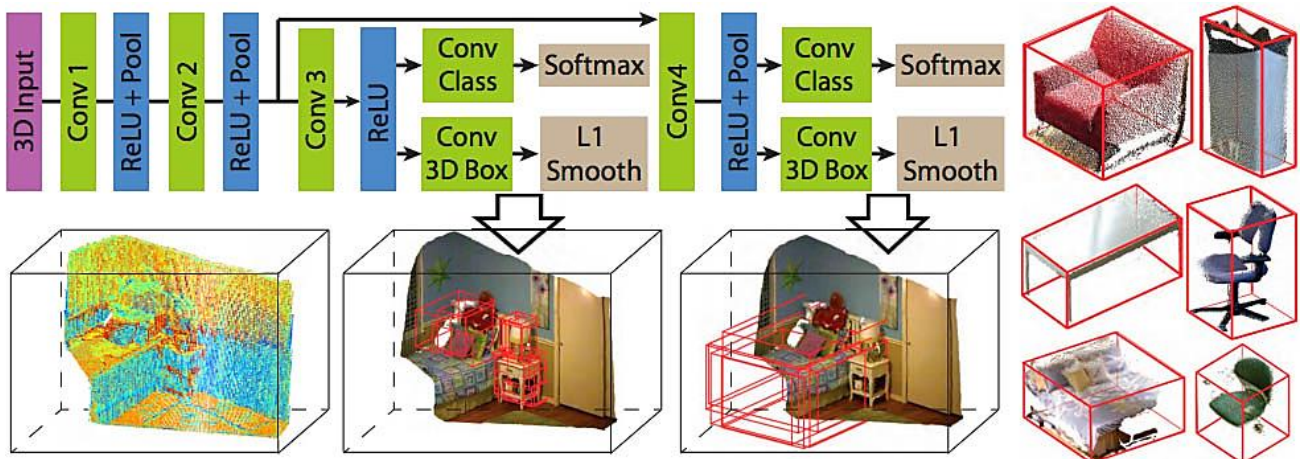 3D Input
Conv 1
ReLU + Pool
Conv 2
ReLU + Pool
Conv 3
ReLU
Conv
Class
Softmax
Conv
3D Box
L1
Smooth
Conv4
ReLU + Pool
Conv
Class
Softmax
Conv
3D Box
L1
Smooth